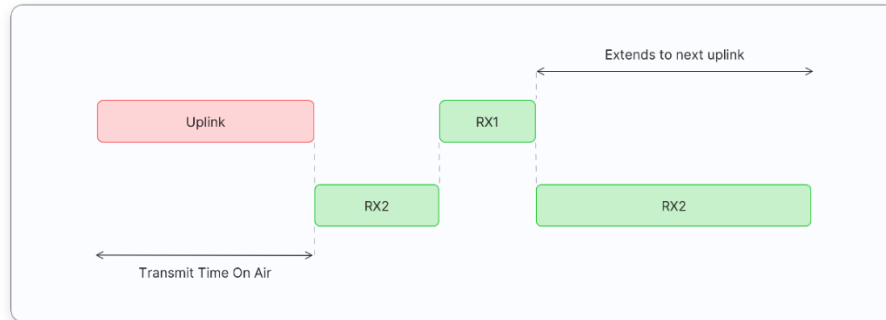 Extends to next uplink
Uplink
RX1
RX2
RX2
Transmit Time On Air